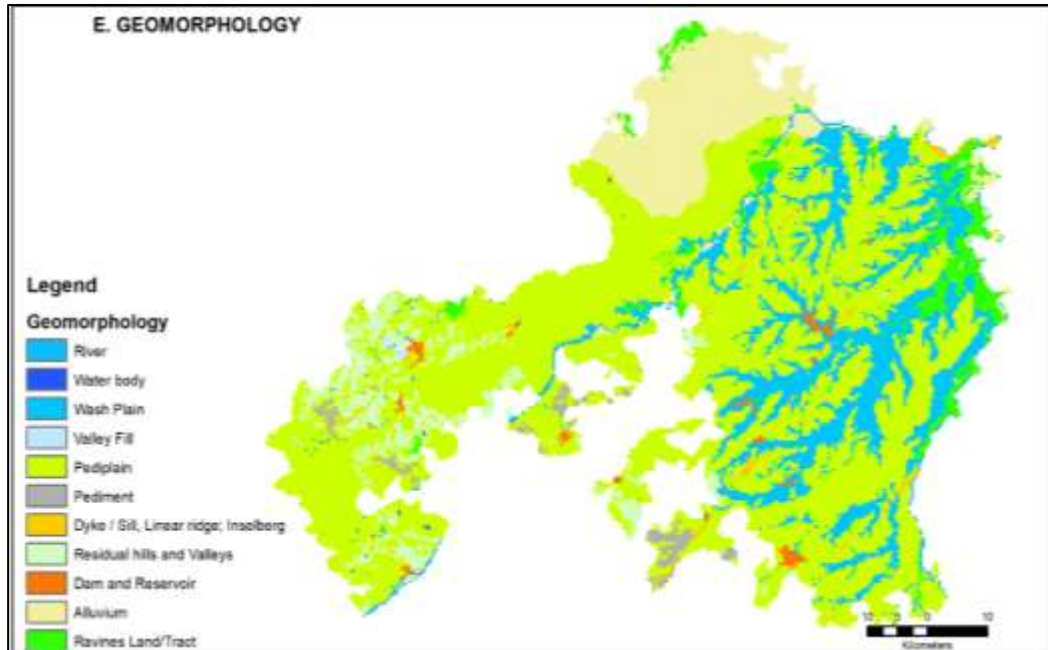 E. GEOMORPHOLOGY
Legend
Geomorphology
River
Water body
Wash Plain
Valley Fill
Pediplain
Pediment
Dyke / Sill, Linear ridge; Inselberg
Residual hills and Valleys
Dam and Reservoir
Alluvium
Ravines Land/Tract
10 5 0 10
Kilometers